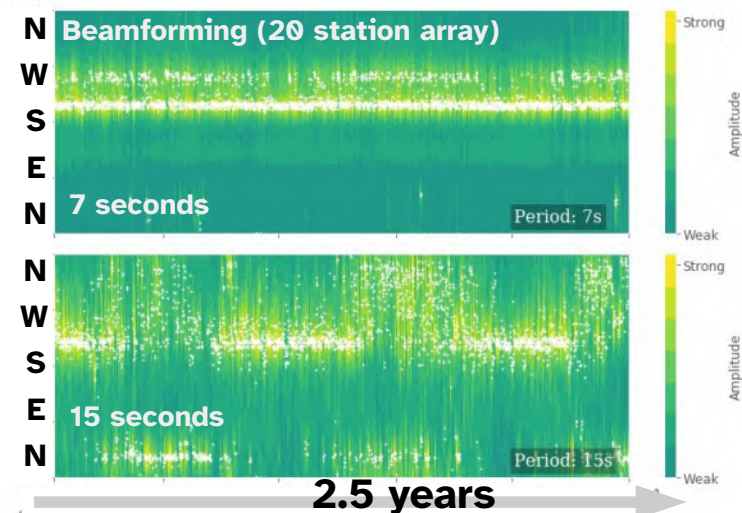 N
Beamforming (20 station array)
W
S
E
N
7 seconds
Period: 7s
Strong
Amplitude
Weak
N
W
S
E
N
15 seconds
Period: 15s
Strong
Amplitude
Weak
2.5 years